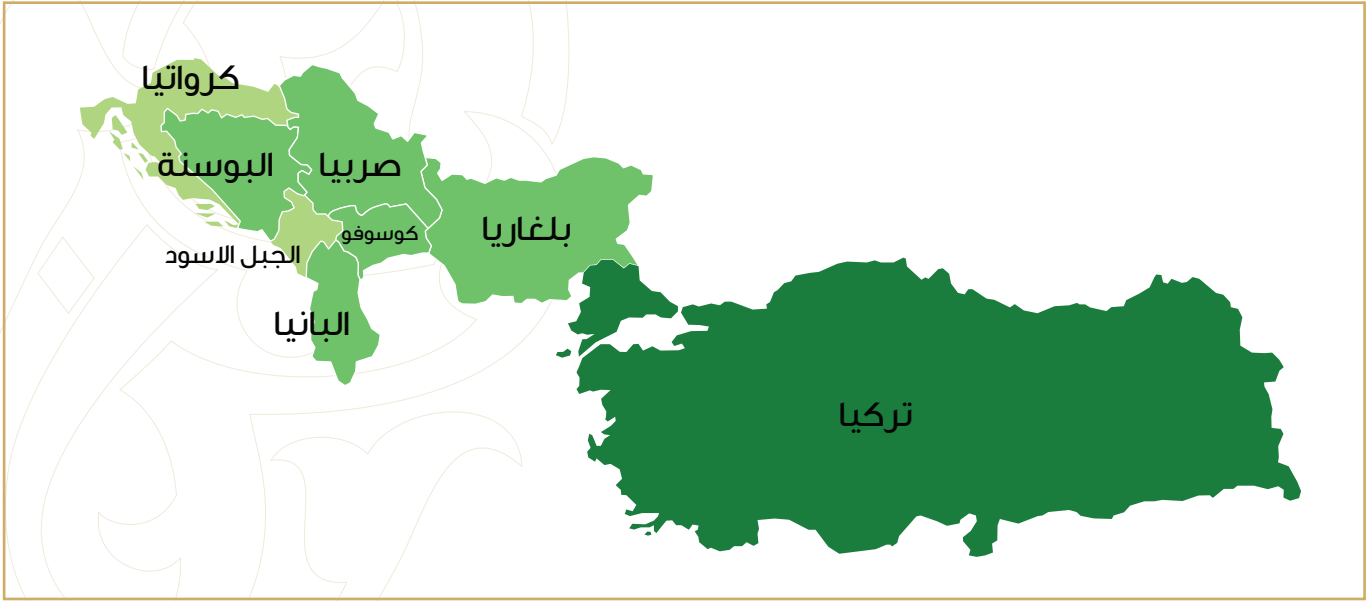 كرواتيا
البوسنة
صربيا
كوسوفو
بلغاريا
الجبل الاسود
البانيا
تركيا